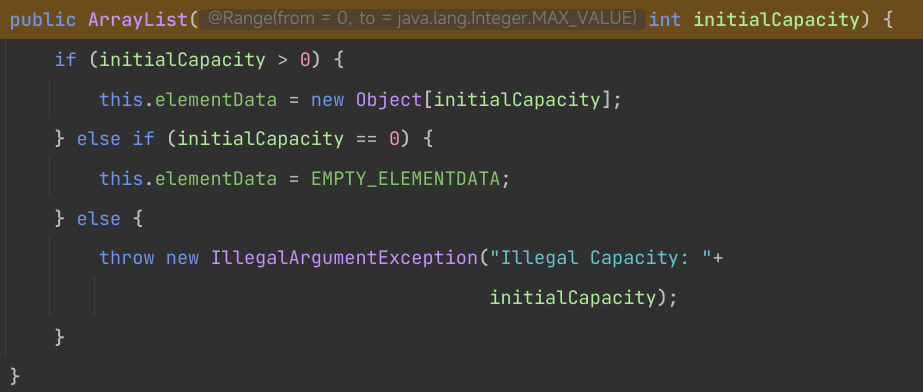 public ArrayList( @Range(from = 0, to = java.lang.Integer.MAX_VALUE) int initialCapacity) {
    if (initialCapacity > 0) {
        this.elementData = new Object[initialCapacity];
    } else if (initialCapacity == 0) {
        this.elementData = EMPTY_ELEMENTDATA;
    } else {
        throw new IllegalArgumentException("Illegal Capacity: "+
                                           initialCapacity);
    }
}